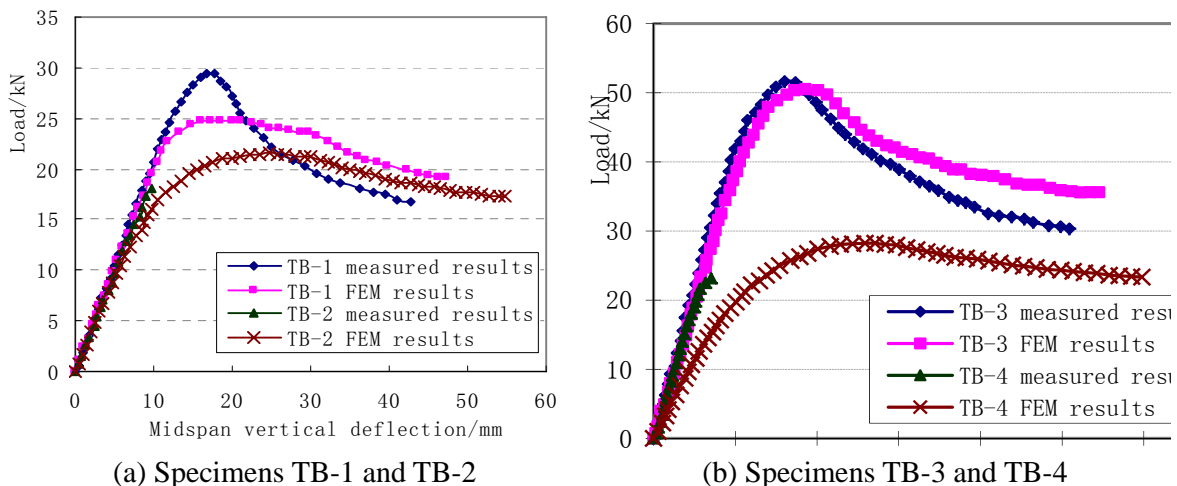 35
30
25
20
15
10
5
0
Load/kN
TB-1 measured results
TB-1 FEM results
TB-2 measured results
TB-2 FEM results
0 10 20 30 40 50 60
Midspan vertical deflection/mm
(a) Specimens TB-1 and TB-2
60
50
40
30
20
10
0
Load/kN
TB-3 measured resu
TB-3 FEM results
TB-4 measured resu
TB-4 FEM results
(b) Specimens TB-3 and TB-4